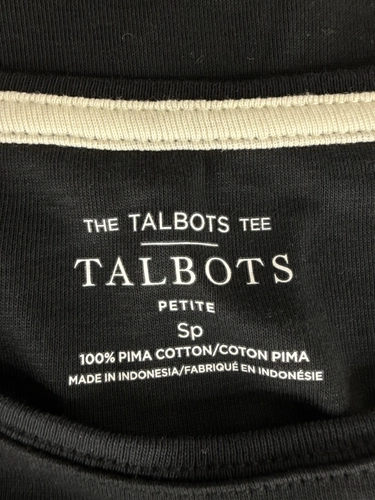 THE TALBOTS TEE
TALBOTS
PETITE
Sp
100% PIMA COTTON/COTON PIMA
MADE IN INDONESIA/FABRIQUÉ EN INDONÉSIE